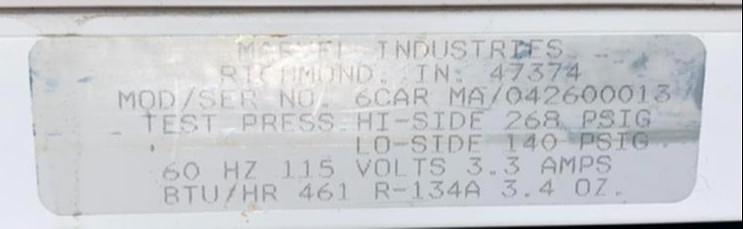 MARVEL INDUSTRIES
RICHMOND. IN. 47374
MOD/SER NO. 6CAR MA/042600013
TEST PRESS HI-SIDE 268 PSIG
LO-SIDE 140 PSIG
60 HZ 115 VOLTS 3.3 AMPS
BTU/HR 461 R-134A 3.4 OZ.